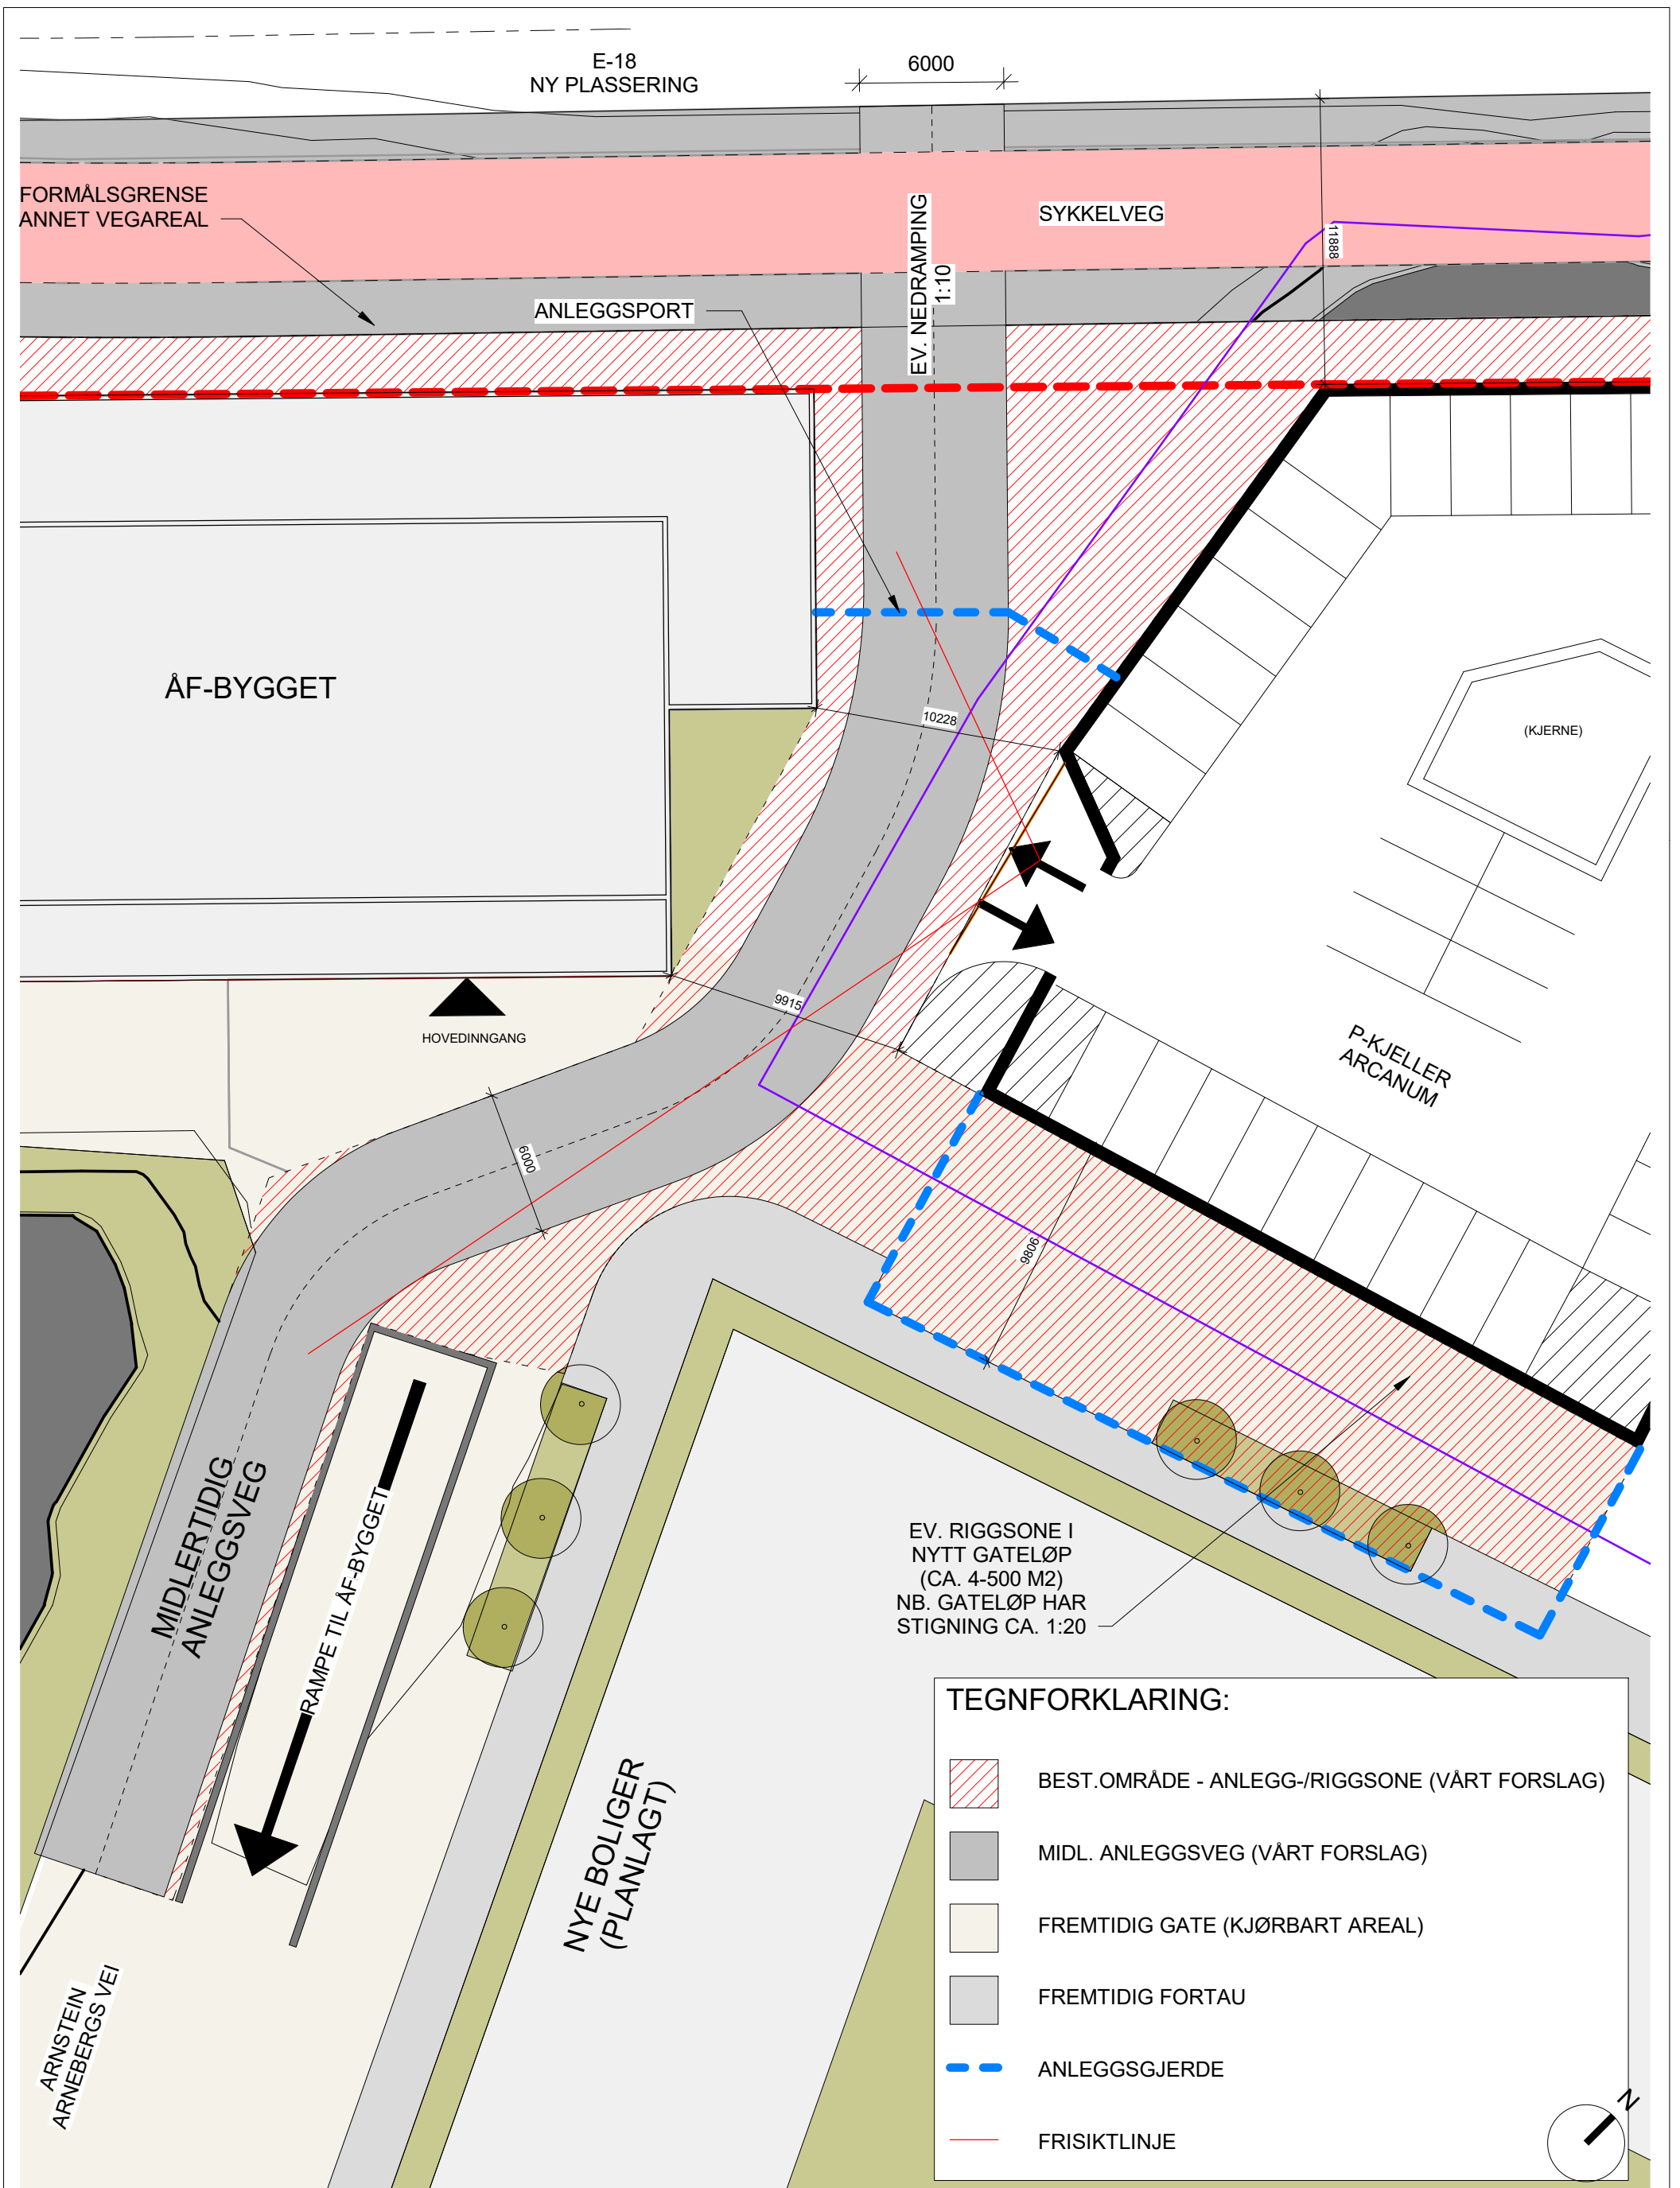 E-18
NY PLASSERING
6000
FORMÅLSGRENSE
ANNET VEGAREAL
SYKKELVEG
11888
EV. NEDRAMPING
1:10
ANLEGGSPORT
ÅF-BYGGET
10228
(KJERNE)
9915
HOVEDINNGANG
P-KJELLER
ARCANUM
6000
9806
MIDLERTIDIG
ANLEGGSVEG
RAMPE TIL ÅF-BYGGET
EV. RIGGSONE I
NYTT GATELØP
(CA. 4-500 M2)
NB. GATELØP HAR
STIGNING CA. 1:20
NYE BOLIGER
(PLANLAGT)
ARNSTEIN
ARNEBERGS VEI
TEGNFORKLARING:
BEST.OMRÅDE - ANLEGG-/RIGGSONE (VÅRT FORSLAG)
MIDL. ANLEGGSVEG (VÅRT FORSLAG)
FREMTIDIG GATE (KJØRBART AREAL)
FREMTIDIG FORTAU
ANLEGGSGJERDE
FRISIKTLINJE
N